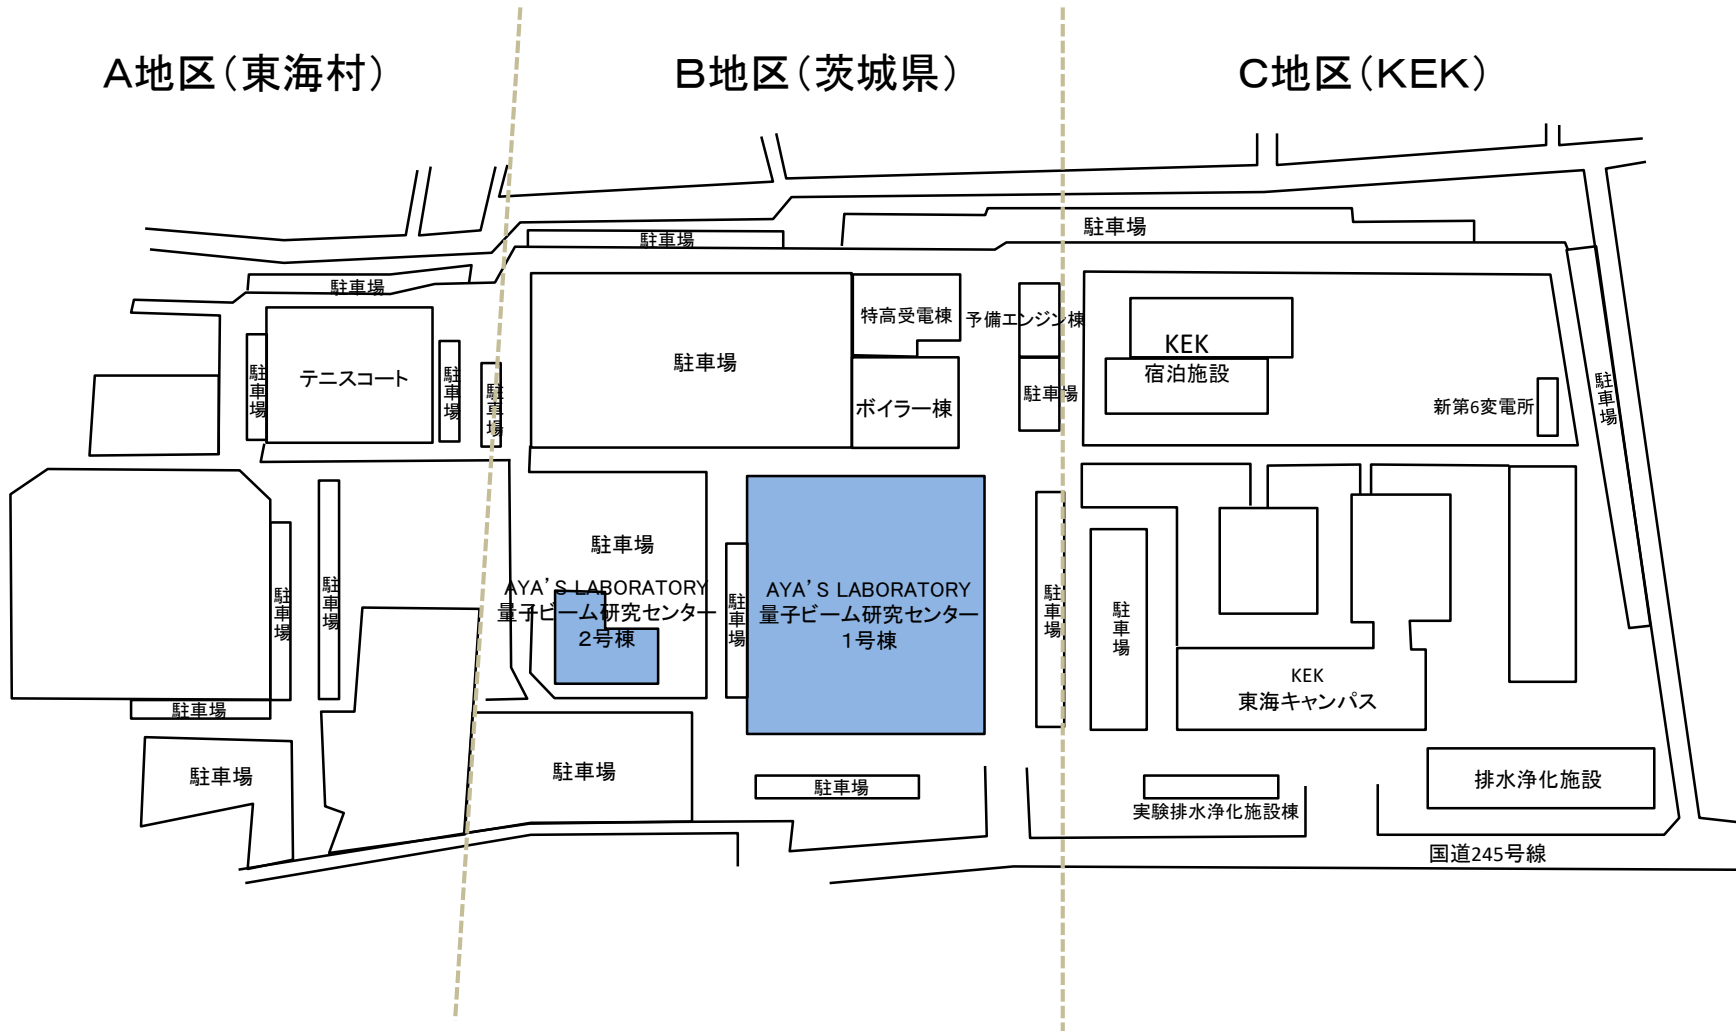 A地区(東海村)
B地区(茨城県)
C地区(KEK)
駐車場
駐車場
駐車場
特高受電棟
予備エンジン棟
KEK
宿泊施設
駐車場
テニスコート
駐車場
駐車場
駐車場
駐車場
ボイラー棟
駐車場
新第6変電所
駐車場
駐車場
AYA'S LABORATORY
量子ビーム研究センター
2号棟
駐車場
AYA'S LABORATORY
量子ビーム研究センター
1号棟
駐車場
駐車場
駐車場
駐車場
KEK
東海キャンパス
駐車場
駐車場
駐車場
駐車場
実験排水浄化施設棟
排水浄化施設
国道245号線